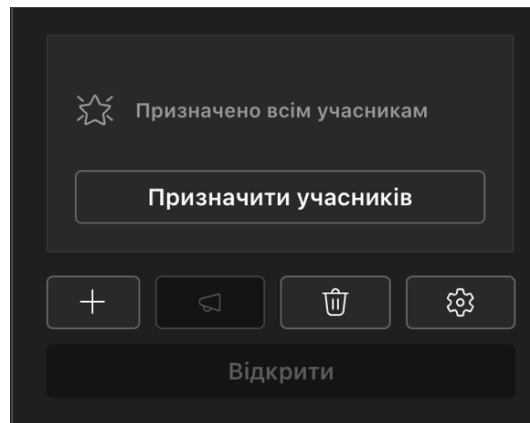 Призначено всім учасникам
Призначити учасників
Відкрити